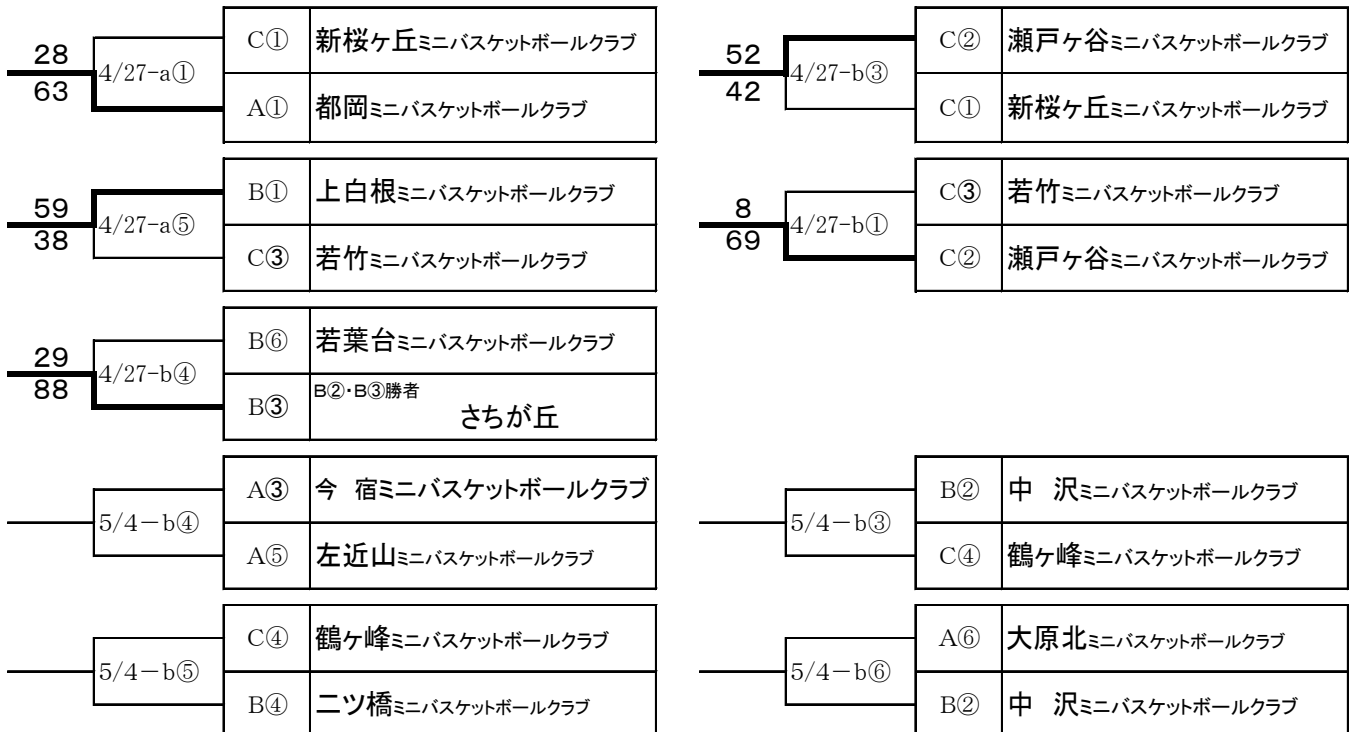 28
63
4/27-a①
C① 新桜ヶ丘ミニバスケットボールクラブ
A① 都岡ミニバスケットボールクラブ
52
42
4/27-b③
C② 瀬戸ヶ谷ミニバスケットボールクラブ
C① 新桜ヶ丘ミニバスケットボールクラブ
59
38
4/27-a⑤
B① 上白根ミニバスケットボールクラブ
C③ 若竹ミニバスケットボールクラブ
8
69
4/27-b①
C③ 若竹ミニバスケットボールクラブ
C② 瀬戸ヶ谷ミニバスケットボールクラブ
29
88
4/27-b④
B⑥ 若葉台ミニバスケットボールクラブ
B③ B②・B③勝者
さちが丘
5/4-b④
A③ 今 宿ミニバスケットボールクラブ
A⑤ 左近山ミニバスケットボールクラブ
5/4-b③
B② 中 沢ミニバスケットボールクラブ
C④ 鶴ヶ峰ミニバスケットボールクラブ
5/4-b⑤
C④ 鶴ヶ峰ミニバスケットボールクラブ
B④ 二ツ橋ミニバスケットボールクラブ
5/4-b⑥
A⑥ 大原北ミニバスケットボールクラブ
B② 中 沢ミニバスケットボールクラブ